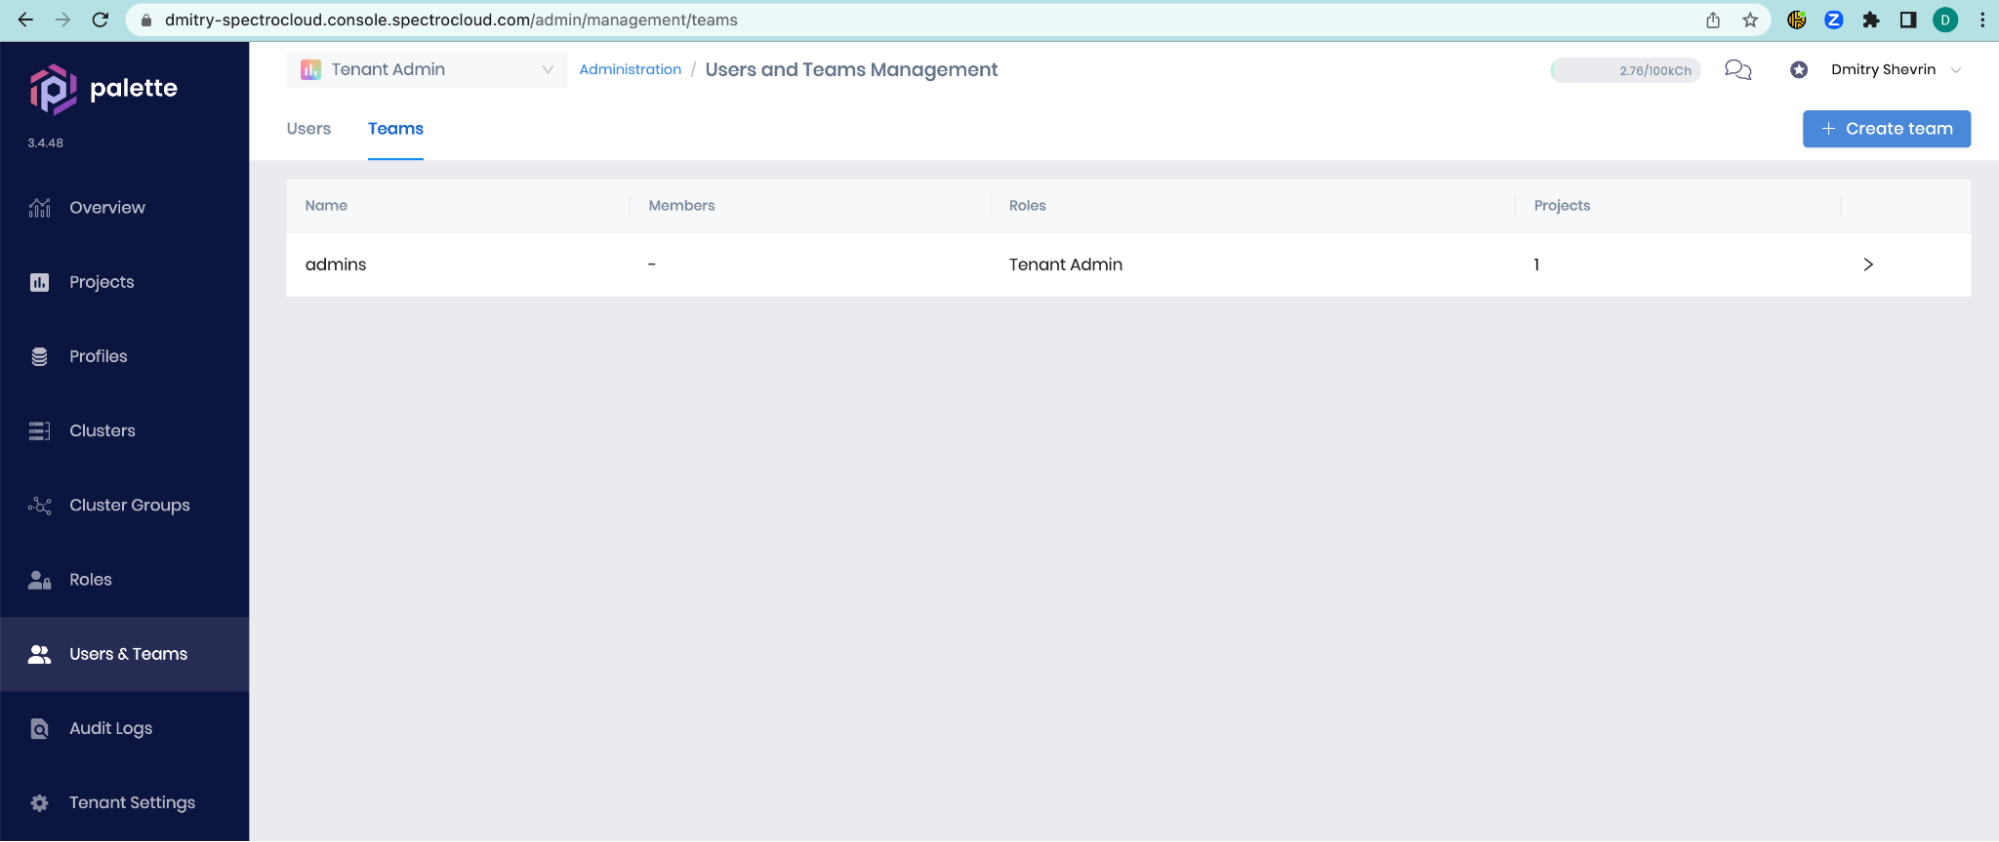 dmitry-spectrocloud.console.spectrocloud.com/admin/management/teams
D
palette
3.4.48
Tenant Admin
Administration / Users and Teams Management
2.76/100kCh
Dmitry Shevrin
Users
Teams
+ Create team
Overview
Projects
Profiles
Clusters
Cluster Groups
Roles
Users & Teams
Audit Logs
Tenant Settings
Name Members Roles Projects
admins - Tenant Admin 1